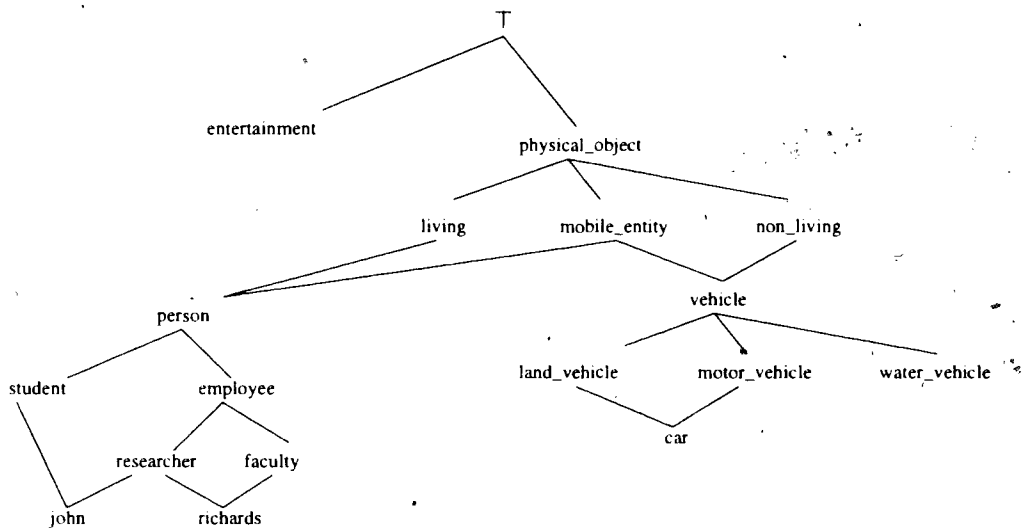 T
entertainment
physical_object
living mobile_entity non_living
person vehicle
student employee land_vehicle motor_vehicle water_vehicle
researcher faculty car
john richards